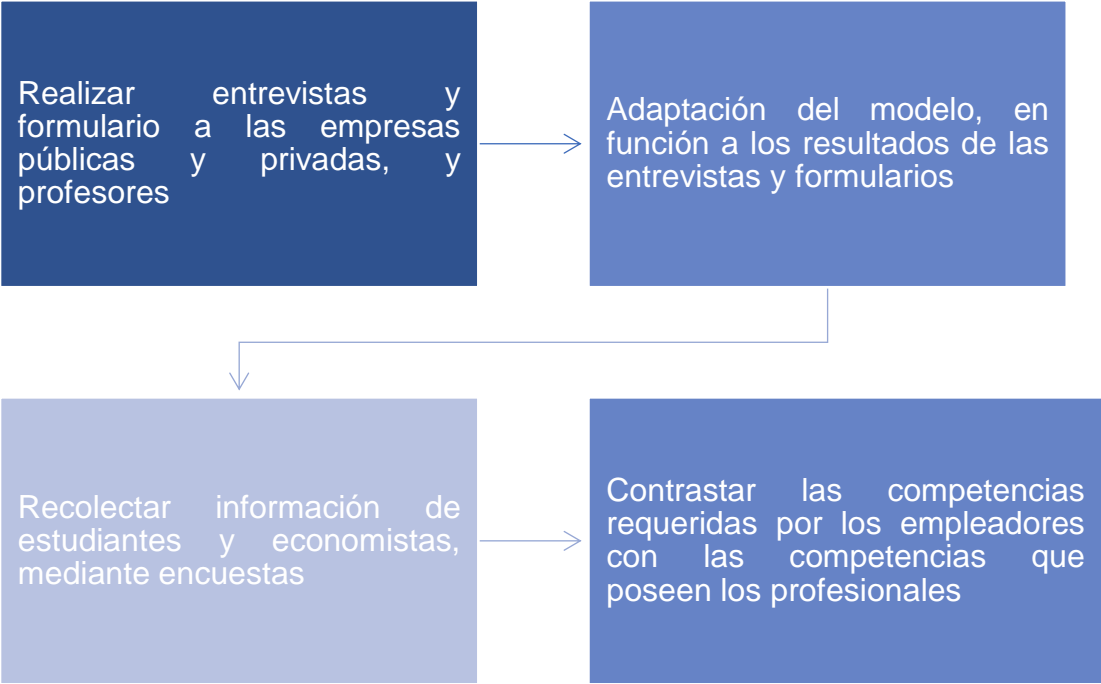 Realizar entrevistas y
formulario a las empresas
públicas y privadas, y
profesores
Adaptación del modelo, en
función a los resultados de las
entrevistas y formularios
Recolectar información de
estudiantes y economistas,
mediante encuestas
Contrastar las competencias
requeridas por los empleadores
con las competencias que
poseen los profesionales